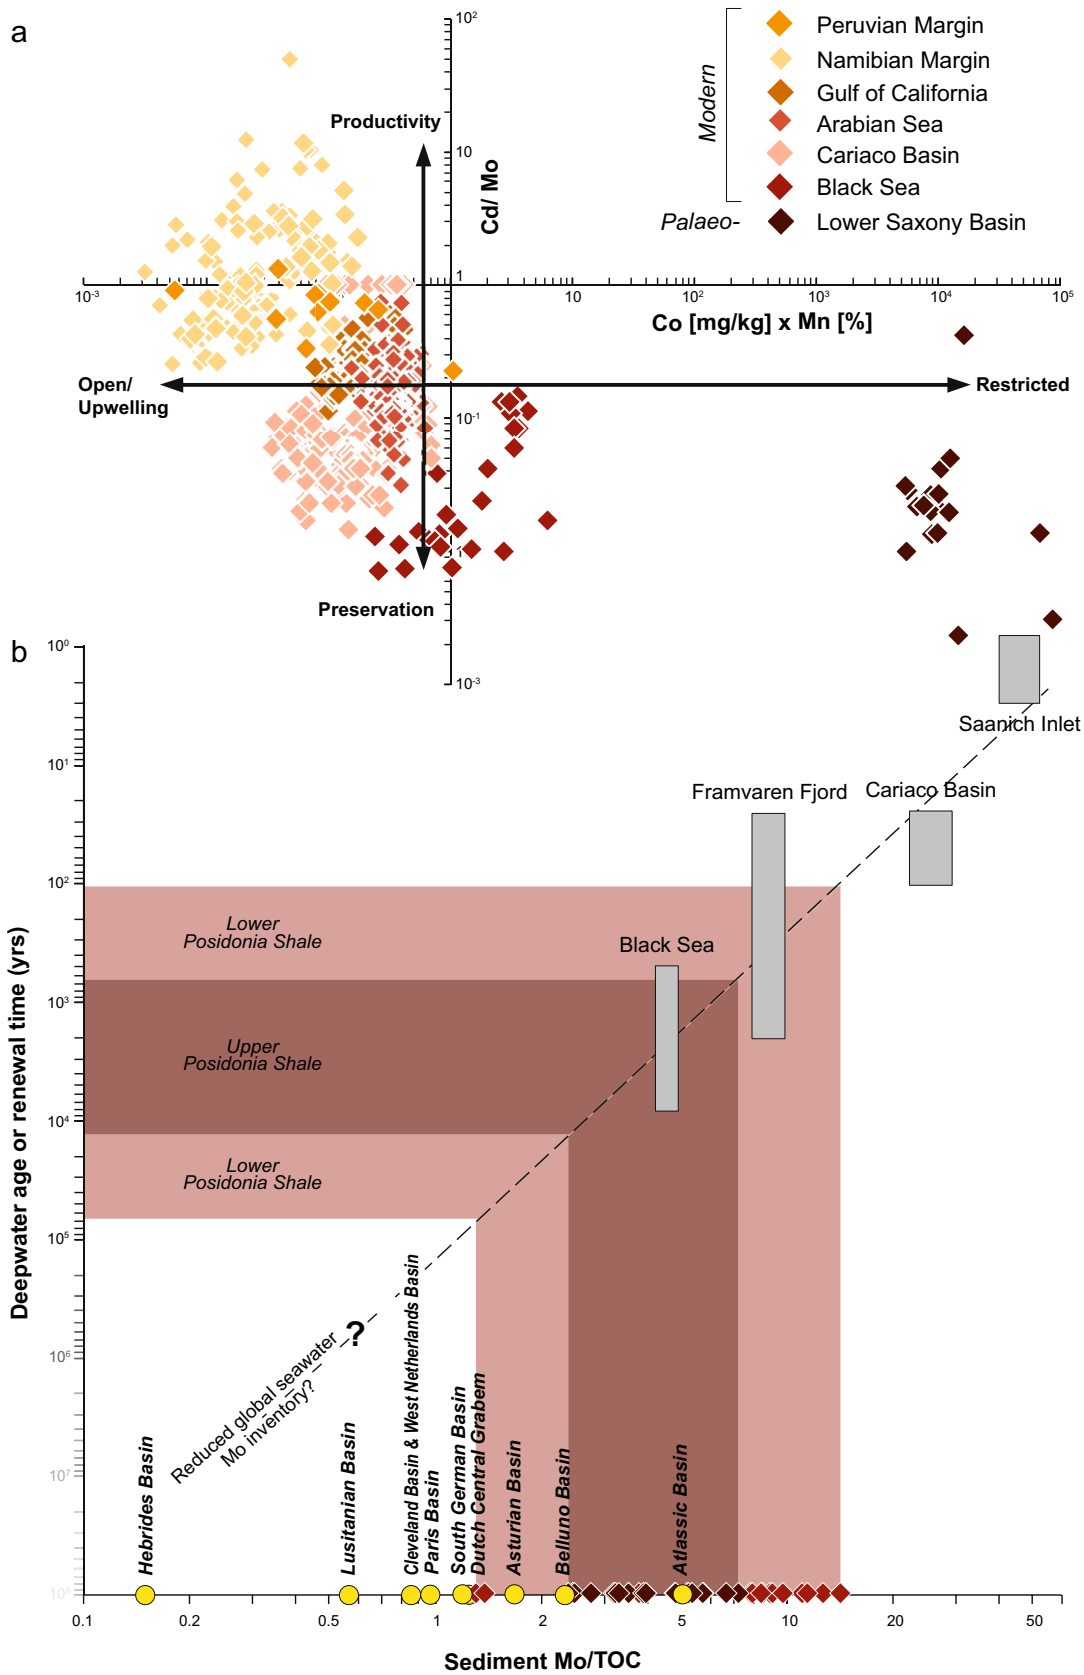 a
10²
Productivity
10
Cd/ Mo
1
10⁻³
10
10²
10³
10⁴
10⁵
Co [mg/kg] x Mn [%]
Open/
Upwelling
Restricted
10⁻¹
Preservation
10⁻³
Modern
Peruvian Margin
Namibian Margin
Gulf of California
Arabian Sea
Cariaco Basin
Black Sea
Palaeo-
Lower Saxony Basin
b
10⁰
10¹
10²
10³
10⁴
10⁵
10⁶
10⁷
10⁸
Deepwater age or renewal time (yrs)
Saanich Inlet
Framvaren Fjord
Cariaco Basin
Black Sea
Lower
Posidonia Shale
Upper
Posidonia Shale
Lower
Posidonia Shale
?
Reduced global seawater
Mo inventory?
Hebrides Basin
Lusitanian Basin
Cleveland Basin & West Netherlands Basin
Paris Basin
South German Basin
Dutch Central Grabem
Asturian Basin
Belluno Basin
Atlassic Basin
0.1
0.2
0.5
1
2
5
10
20
50
Sediment Mo/TOC